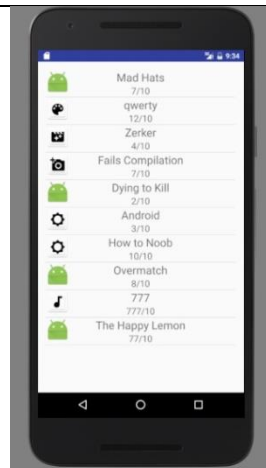 9:34
Mad Hats
7/10
qwerty
12/10
Zerker
4/10
Fails Compilation
7/10
Dying to Kill
2/10
Android
3/10
How to Noob
10/10
Overmatch
8/10
777
777/10
The Happy Lemon
77/10